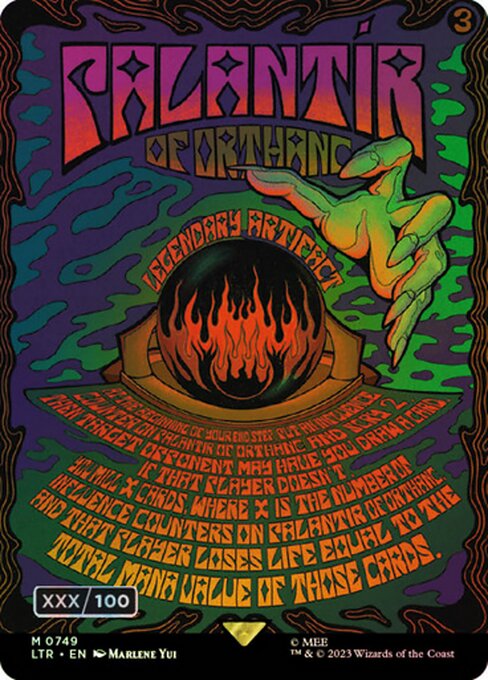 3
PALANTÍR
OF ORTHANC
LEGENDARY ARTIFACT
AT THE BEGINNING OF YOUR END STEP, PUT AN INFLUENCE
COUNTER ON PALANTÍR OF ORTHANC AND SCRY 2.
THEN TARGET OPPONENT MAY HAVE YOU DRAW A CARD.
IF THAT PLAYER DOESN'T,
YOU MILL X CARDS, WHERE X IS THE NUMBER OF
INFLUENCE COUNTERS ON PALANTÍR OF ORTHANC,
AND THAT PLAYER LOSES LIFE EQUAL TO THE
TOTAL MANA VALUE OF THOSE CARDS.
XXX/100
M 0749
LTR • EN MARLENE YUI
© MEE
™ & © 2023 Wizards of the Coast